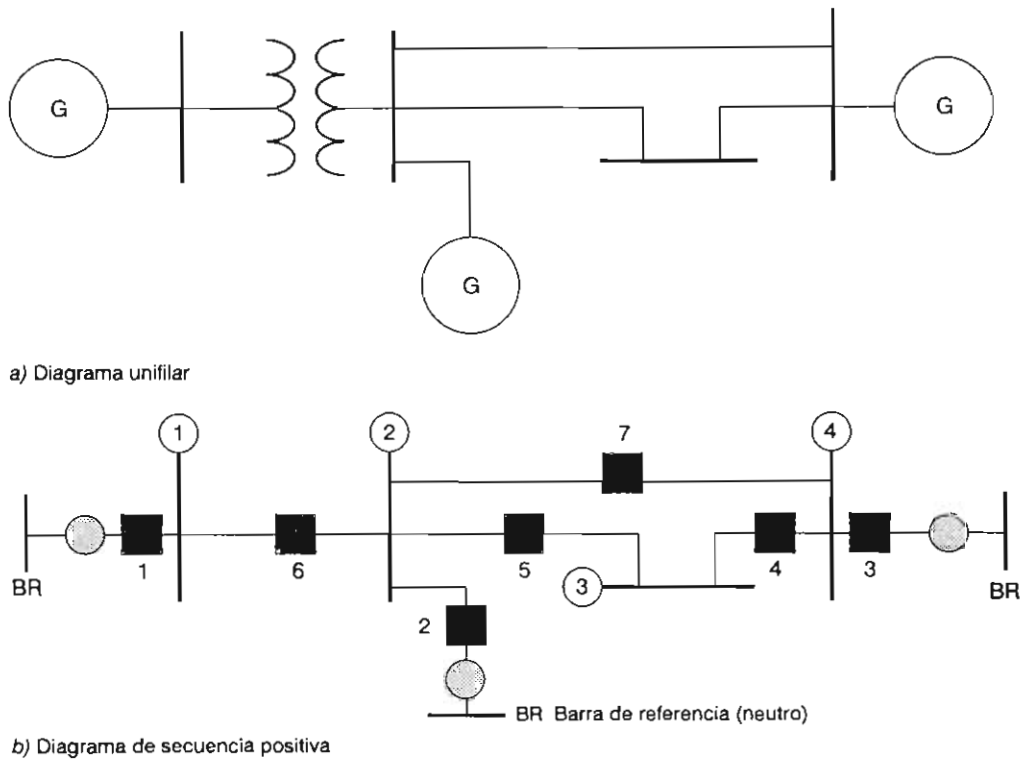 G
G
G
a) Diagrama unifilar
1
2
7
4
BR
1
6
5
4
3
BR
3
2
BR Barra de referencia (neutro)
b) Diagrama de secuencia positiva